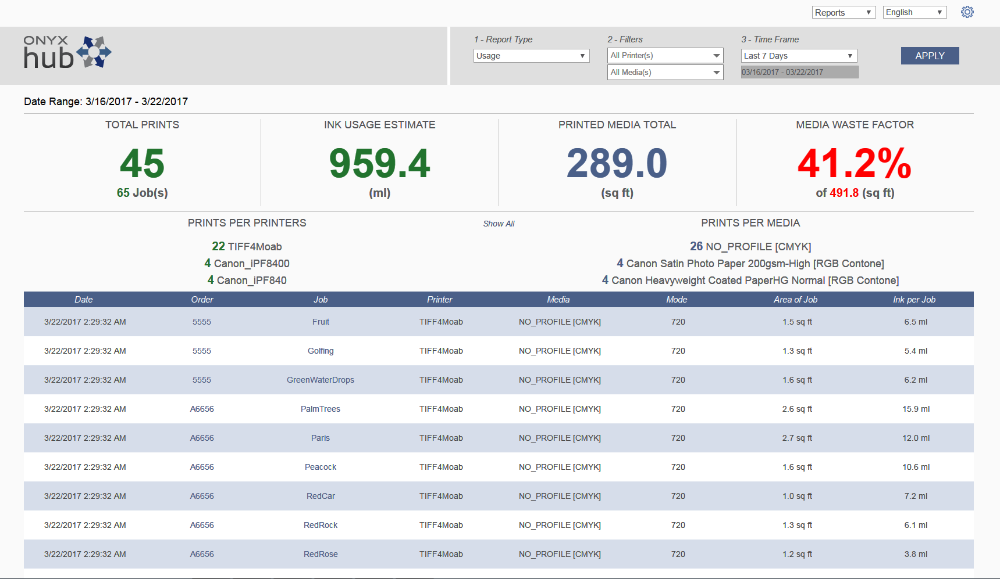 Reports ▼ English ▼
ONYX
hub
1 - Report Type 2 - Filters 3 - Time Frame
Usage ▼ All Printer(s) Last 7 Days ▼ APPLY
All Media(s) 03/16/2017 - 03/22/2017
Date Range: 3/16/2017 - 3/22/2017
TOTAL PRINTS INK USAGE ESTIMATE PRINTED MEDIA TOTAL MEDIA WASTE FACTOR
45 959.4 289.0 41.2%
65 Job(s) (ml) (sq ft) of 491.8 (sq ft)
PRINTS PER PRINTERS Show All PRINTS PER MEDIA
22 TIFF4Moab 26 NO_PROFILE [CMYK]
4 Canon_iPF8400 4 Canon Satin Photo Paper 200gsm-High [RGB Contone]
4 Canon_iPF840 4 Canon Heavyweight Coated PaperHG Normal [RGB Contone]
Date Order Job Printer Media Mode Area of Job Ink per Job
3/22/2017 2:29:32 AM 5555 Fruit TIFF4Moab NO_PROFILE [CMYK] 720 1.5 sq ft 6.5 ml
3/22/2017 2:29:32 AM 5555 Golfing TIFF4Moab NO_PROFILE [CMYK] 720 1.3 sq ft 5.4 ml
3/22/2017 2:29:32 AM 5555 GreenWaterDrops TIFF4Moab NO_PROFILE [CMYK] 720 1.6 sq ft 6.2 ml
3/22/2017 2:29:32 AM A6656 PalmTrees TIFF4Moab NO_PROFILE [CMYK] 720 2.6 sq ft 15.9 ml
3/22/2017 2:29:32 AM A6656 Paris TIFF4Moab NO_PROFILE [CMYK] 720 2.7 sq ft 12.0 ml
3/22/2017 2:29:32 AM A6656 Peacock TIFF4Moab NO_PROFILE [CMYK] 720 1.6 sq ft 10.6 ml
3/22/2017 2:29:32 AM A6656 RedCar TIFF4Moab NO_PROFILE [CMYK] 720 1.0 sq ft 7.2 ml
3/22/2017 2:29:32 AM A6656 RedRock TIFF4Moab NO_PROFILE [CMYK] 720 1.3 sq ft 6.1 ml
3/22/2017 2:29:32 AM A6656 RedRose TIFF4Moab NO_PROFILE [CMYK] 720 1.2 sq ft 3.8 ml